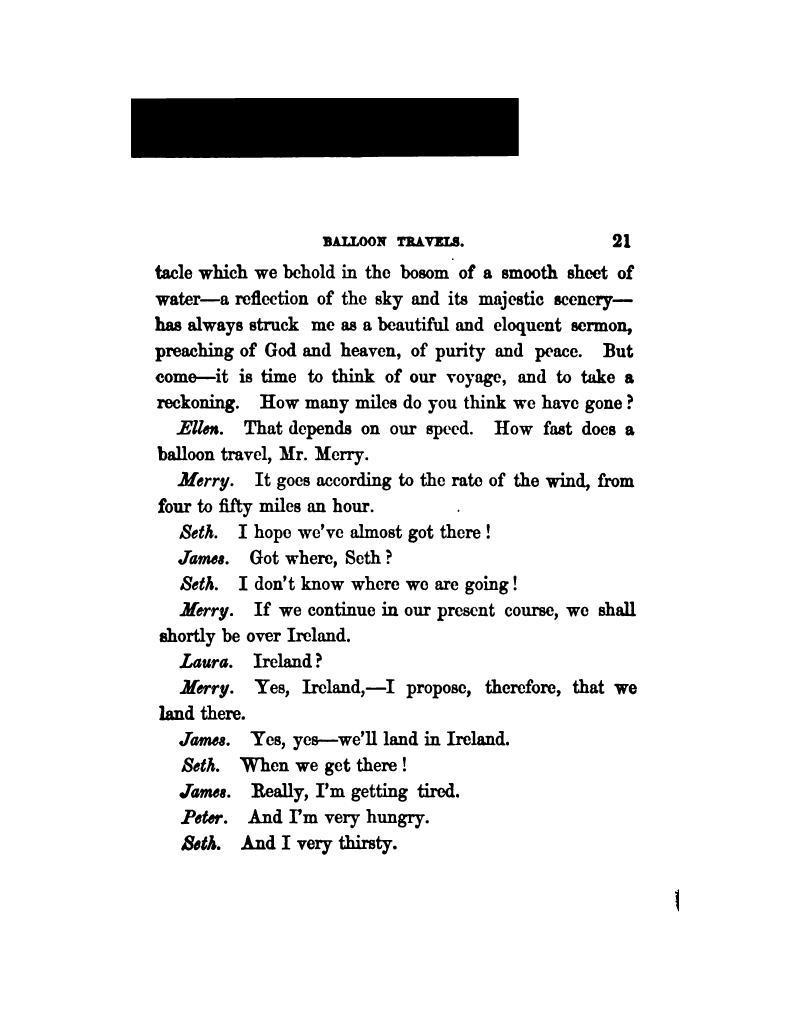 BALLOON TRAVELS. 21
tacle which we behold in the bosom of a smooth sheet of
water—a reflection of the sky and its majestic scenery—
has always struck me as a beautiful and eloquent sermon,
preaching of God and heaven, of purity and peace. But
come—it is time to think of our voyage, and to take a
reckoning. How many miles do you think we have gone?
Ellen. That depends on our speed. How fast does a
balloon travel, Mr. Merry.
Merry. It goes according to the rate of the wind, from
four to fifty miles an hour.
Seth. I hope we've almost got there!
James. Got where, Seth?
Seth. I don't know where we are going!
Merry. If we continue in our present course, we shall
shortly be over Ireland.
Laura. Ireland?
Merry. Yes, Ireland,—I propose, therefore, that we
land there.
James. Yes, yes—we'll land in Ireland.
Seth. When we get there!
James. Really, I'm getting tired.
Peter. And I'm very hungry.
Seth. And I very thirsty.